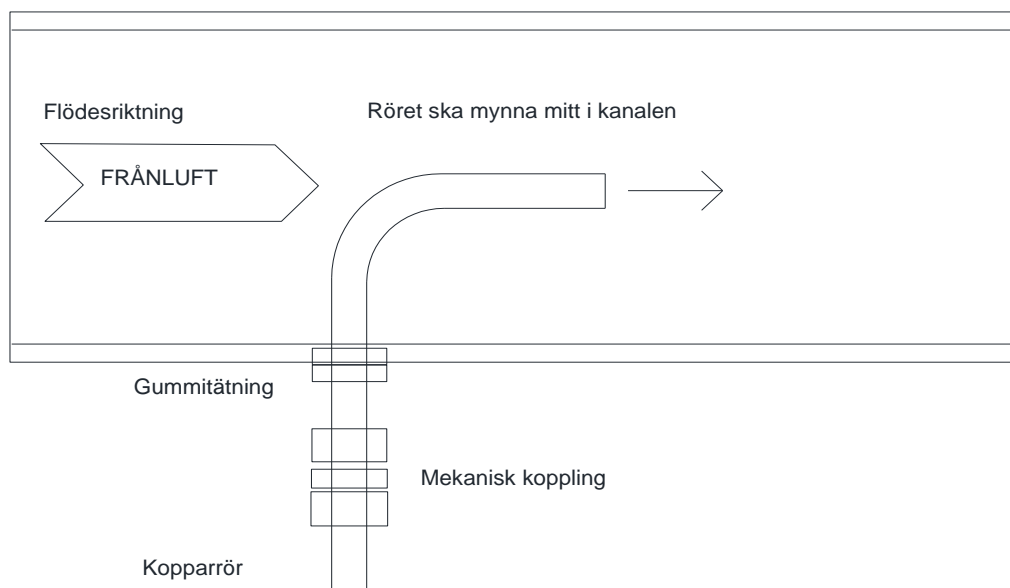 Flödesriktning
Röret ska mynna mitt i kanalen
FRÅNLUFT
Gummitätning
Mekanisk koppling
Kopparrör